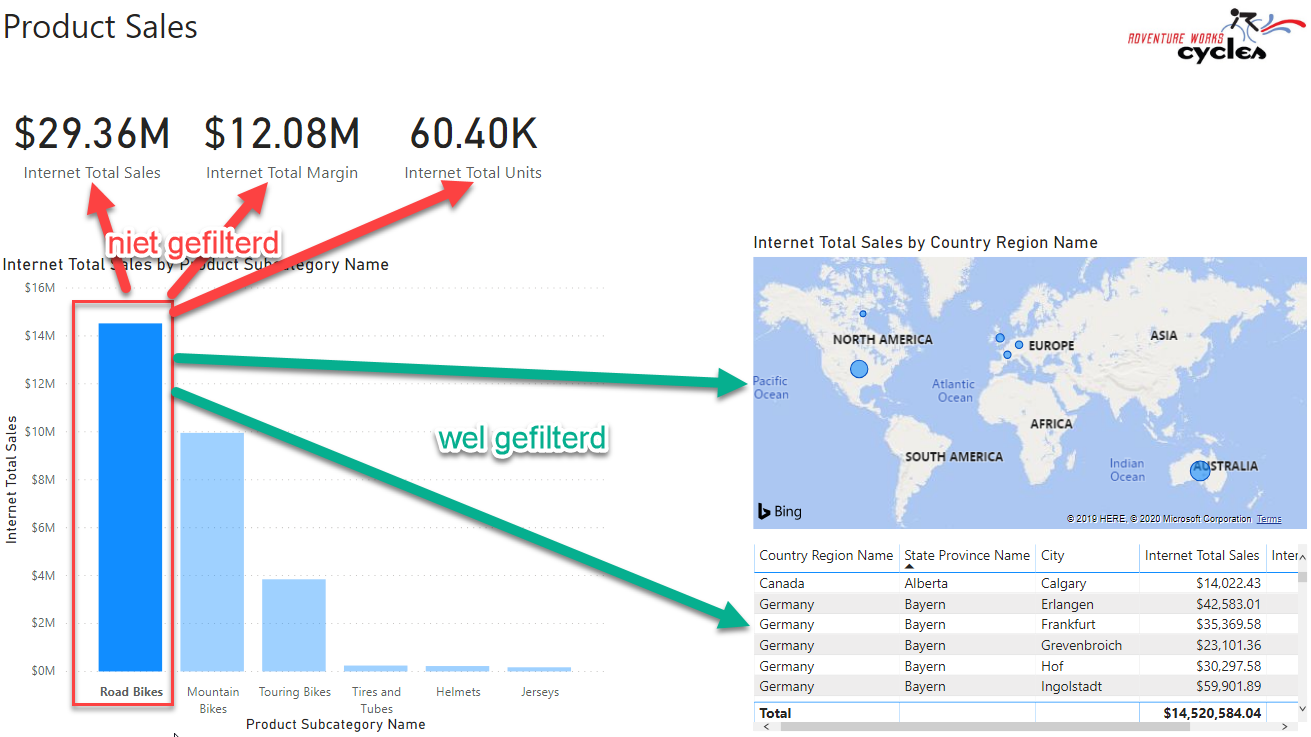 Product Sales
ADVENTURE WORKS
cycles
$29.36M
Internet Total Sales
$12.08M
Internet Total Margin
60.40K
Internet Total Units
niet gefilterd
Internet Total Sales by Product Subcategory Name
$16M
$14M
$12M
$10M
$8M
$6M
$4M
$2M
$0M
Internet Total Sales
Road Bikes
Mountain
Bikes
Touring Bikes
Tires and
Tubes
Helmets
Jerseys
Product Subcategory Name
wel gefilterd
Internet Total Sales by Country Region Name
NORTH AMERICA
EUROPE
ASIA
Pacific
Ocean
Atlantic
Ocean
AFRICA
SOUTH AMERICA
Indian
Ocean
AUSTRALIA
Bing
© 2019 HERE, © 2020 Microsoft Corporation Terms
Country Region Name State Province Name City Internet Total Sales Inter
Canada Alberta Calgary $14,022.43
Germany Bayern Erlangen $42,583.01
Germany Bayern Frankfurt $35,369.58
Germany Bayern Grevenbroich $23,101.36
Germany Bayern Hof $30,297.58
Germany Bayern Ingolstadt $59,901.89
Total $14,520,584.04